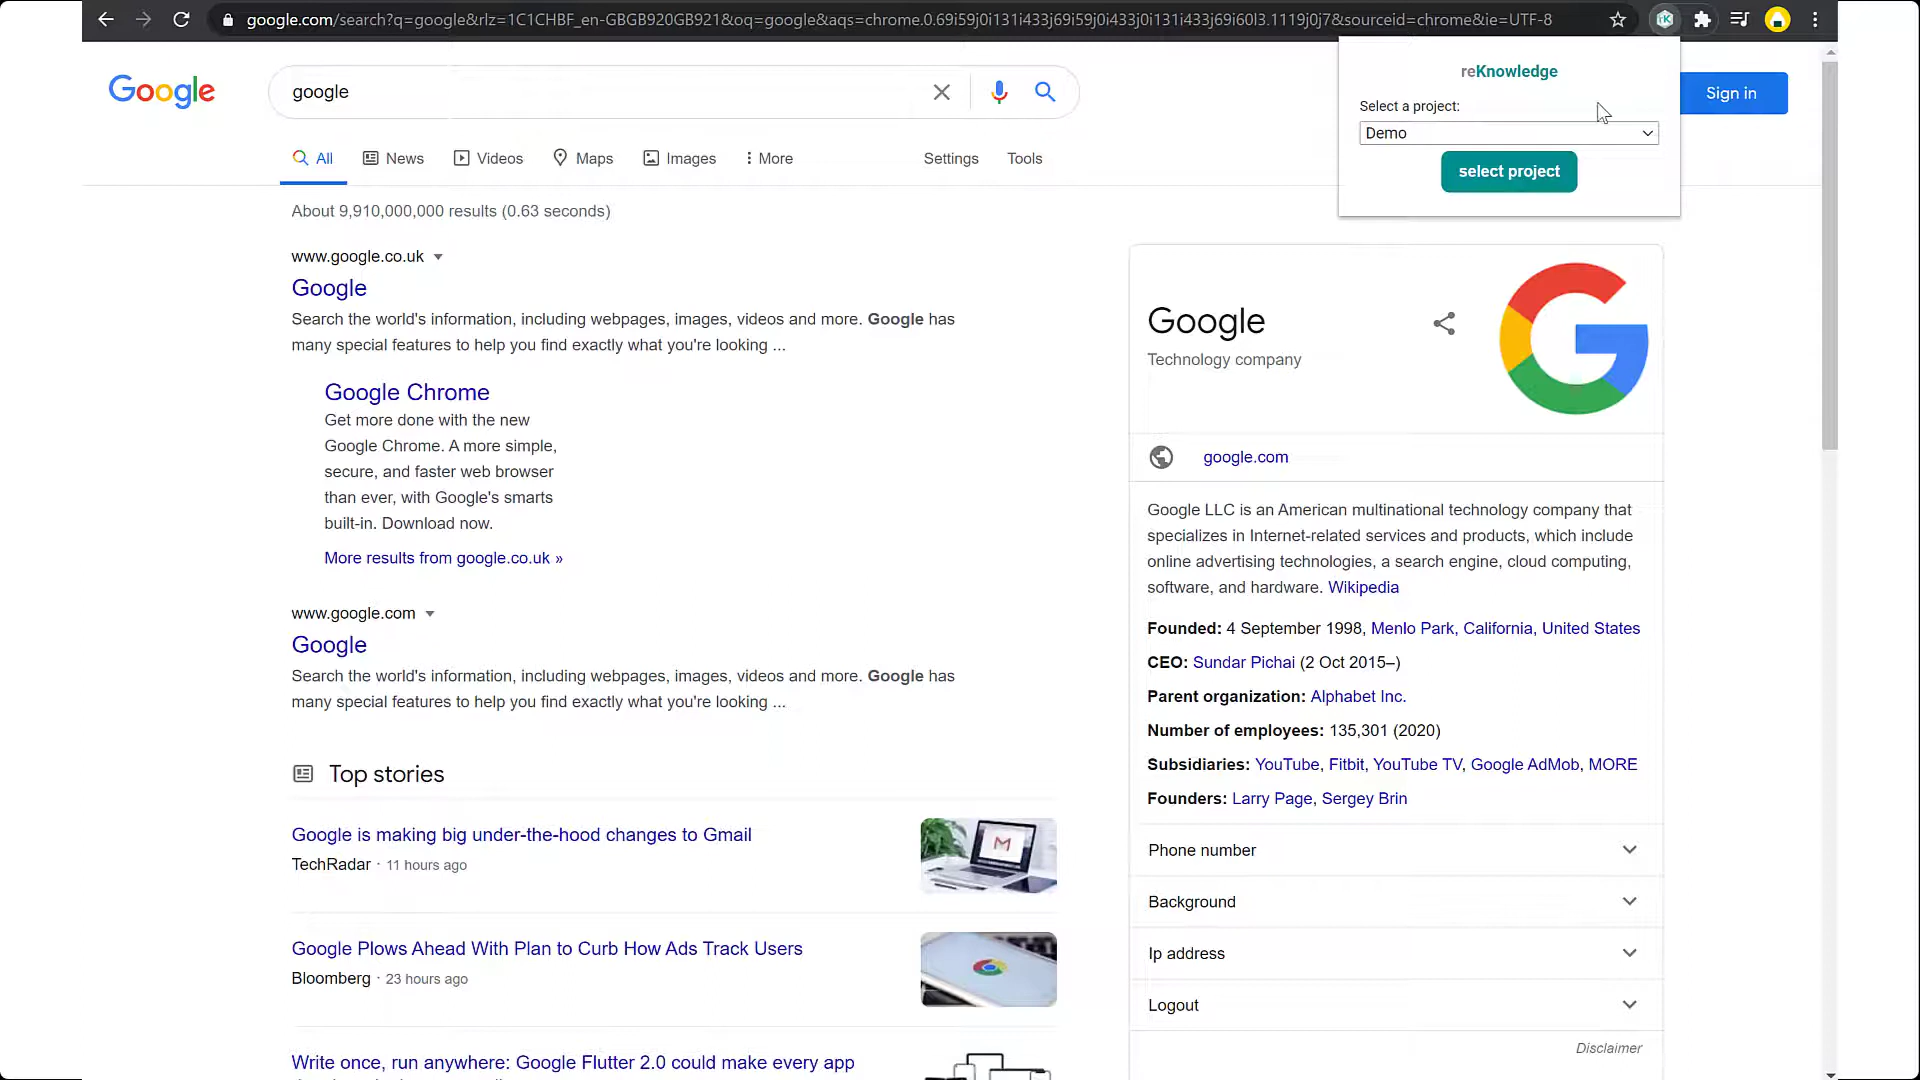 google.com/search?q=google&rlz=1C1CHBF_en-GBGB920GB921&oq=google&aqs=chrome.0.69i59j0i131i433j69i59j0i433j0i131i433j69i60l3.1119j0j7&sourceid=chrome&ie=UTF-8
rK
reKnowledge
Select a project:
Demo
select project
Google
google
Sign in
All
News
Videos
Maps
Images
More
Settings
Tools
About 9,910,000,000 results (0.63 seconds)
www.google.co.uk
Google
Search the world's information, including webpages, images, videos and more. Google has
many special features to help you find exactly what you're looking ...
Google Chrome
Get more done with the new
Google Chrome. A more simple,
secure, and faster web browser
than ever, with Google's smarts
built-in. Download now.
More results from google.co.uk »
www.google.com
Google
Search the world's information, including webpages, images, videos and more. Google has
many special features to help you find exactly what you're looking ...
Top stories
Google is making big under-the-hood changes to Gmail
TechRadar · 11 hours ago
Google Plows Ahead With Plan to Curb How Ads Track Users
Bloomberg · 23 hours ago
Write once, run anywhere: Google Flutter 2.0 could make every app
Google
Technology company
google.com
Google LLC is an American multinational technology company that
specializes in Internet-related services and products, which include
online advertising technologies, a search engine, cloud computing,
software, and hardware. Wikipedia
Founded: 4 September 1998, Menlo Park, California, United States
CEO: Sundar Pichai (2 Oct 2015–)
Parent organization: Alphabet Inc.
Number of employees: 135,301 (2020)
Subsidiaries: YouTube, Fitbit, YouTube TV, Google AdMob, MORE
Founders: Larry Page, Sergey Brin
Phone number
Background
Ip address
Logout
Disclaimer